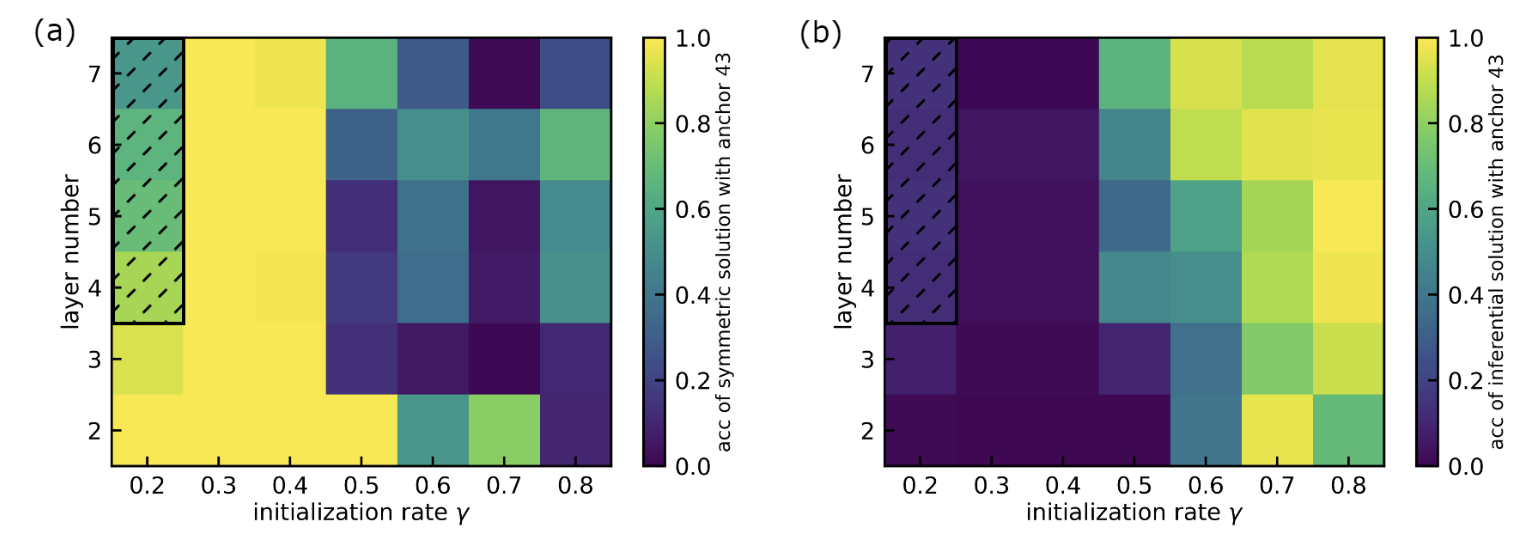 (a)
layer number
7
6
5
4
3
2
0.2 0.3 0.4 0.5 0.6 0.7 0.8
initialization rate γ
1.0
0.8
0.6
0.4
0.2
0.0
acc of symmetric solution with anchor 43
(b)
layer number
7
6
5
4
3
2
0.2 0.3 0.4 0.5 0.6 0.7 0.8
initialization rate γ
1.0
0.8
0.6
0.4
0.2
0.0
acc of inferential solution with anchor 43